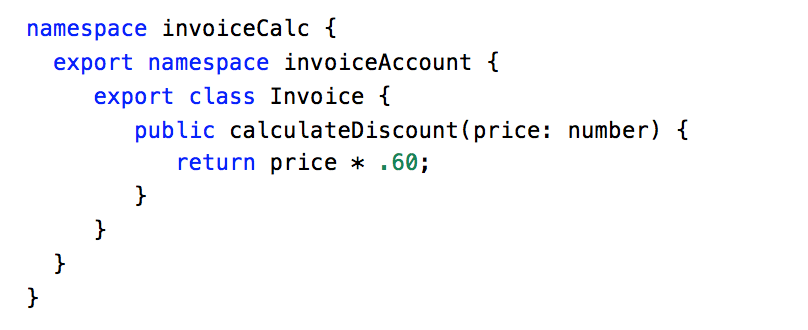 namespace invoiceCalc {
  export namespace invoiceAccount {
     export class Invoice {
        public calculateDiscount(price: number) {
           return price * .60;
        }
     }
  }
}